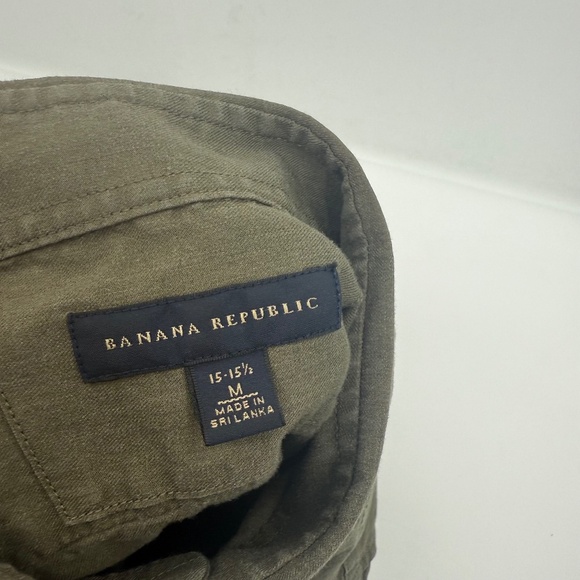 BANANA REPUBLIC
15-15½
M
MADE IN
SRI LANKA